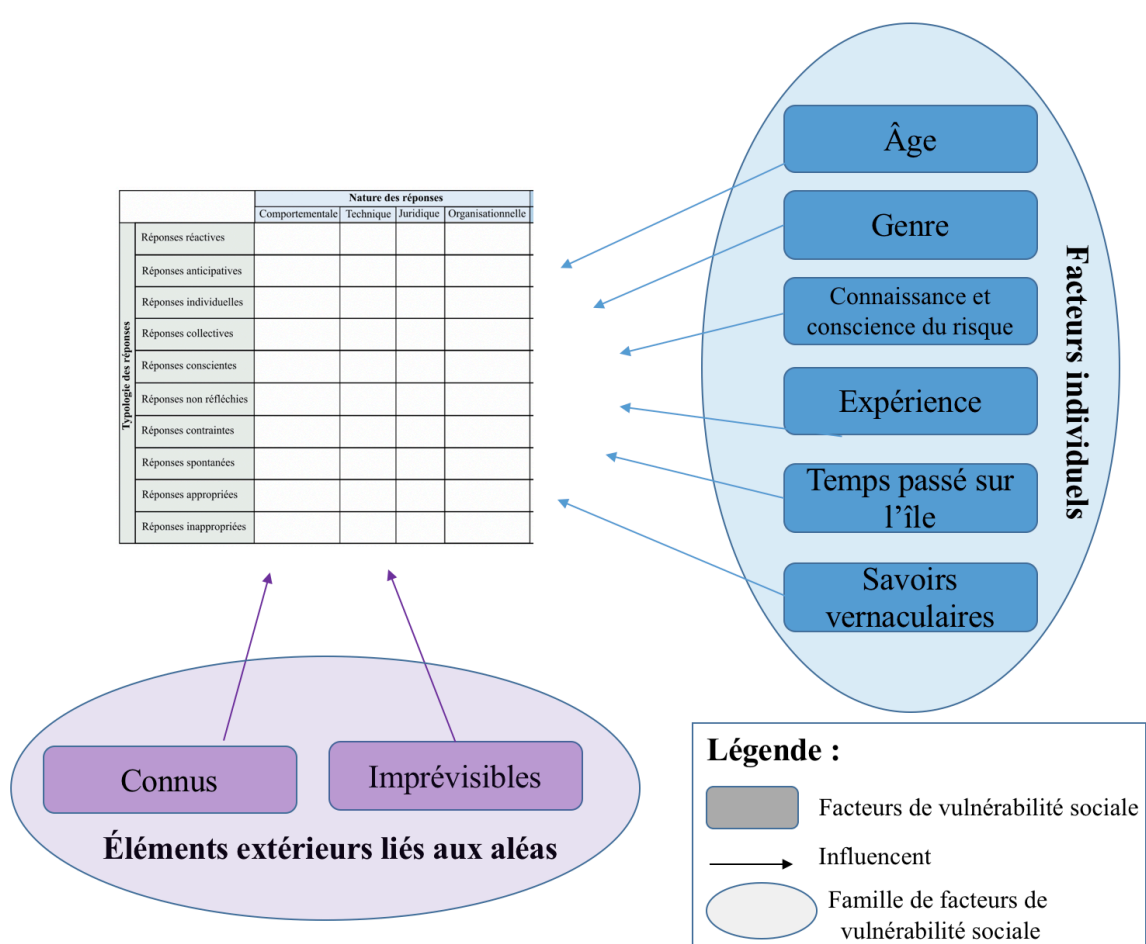 Nature des réponses
Comportementale Technique Juridique Organisationnelle
Typologie des réponses
Réponses réactives
Réponses anticipatives
Réponses individuelles
Réponses collectives
Réponses conscientes
Réponses non réfléchies
Réponses contraintes
Réponses spontanées
Réponses appropriées
Réponses inappropriées
Âge
Genre
Connaissance et
conscience du risque
Expérience
Temps passé sur
l’île
Savoirs
vernaculaires
Facteurs individuels
Connus
Imprévisibles
Éléments extérieurs liés aux aléas
Légende :
Facteurs de vulnérabilité sociale
Influencent
Famille de facteurs de
vulnérabilité sociale